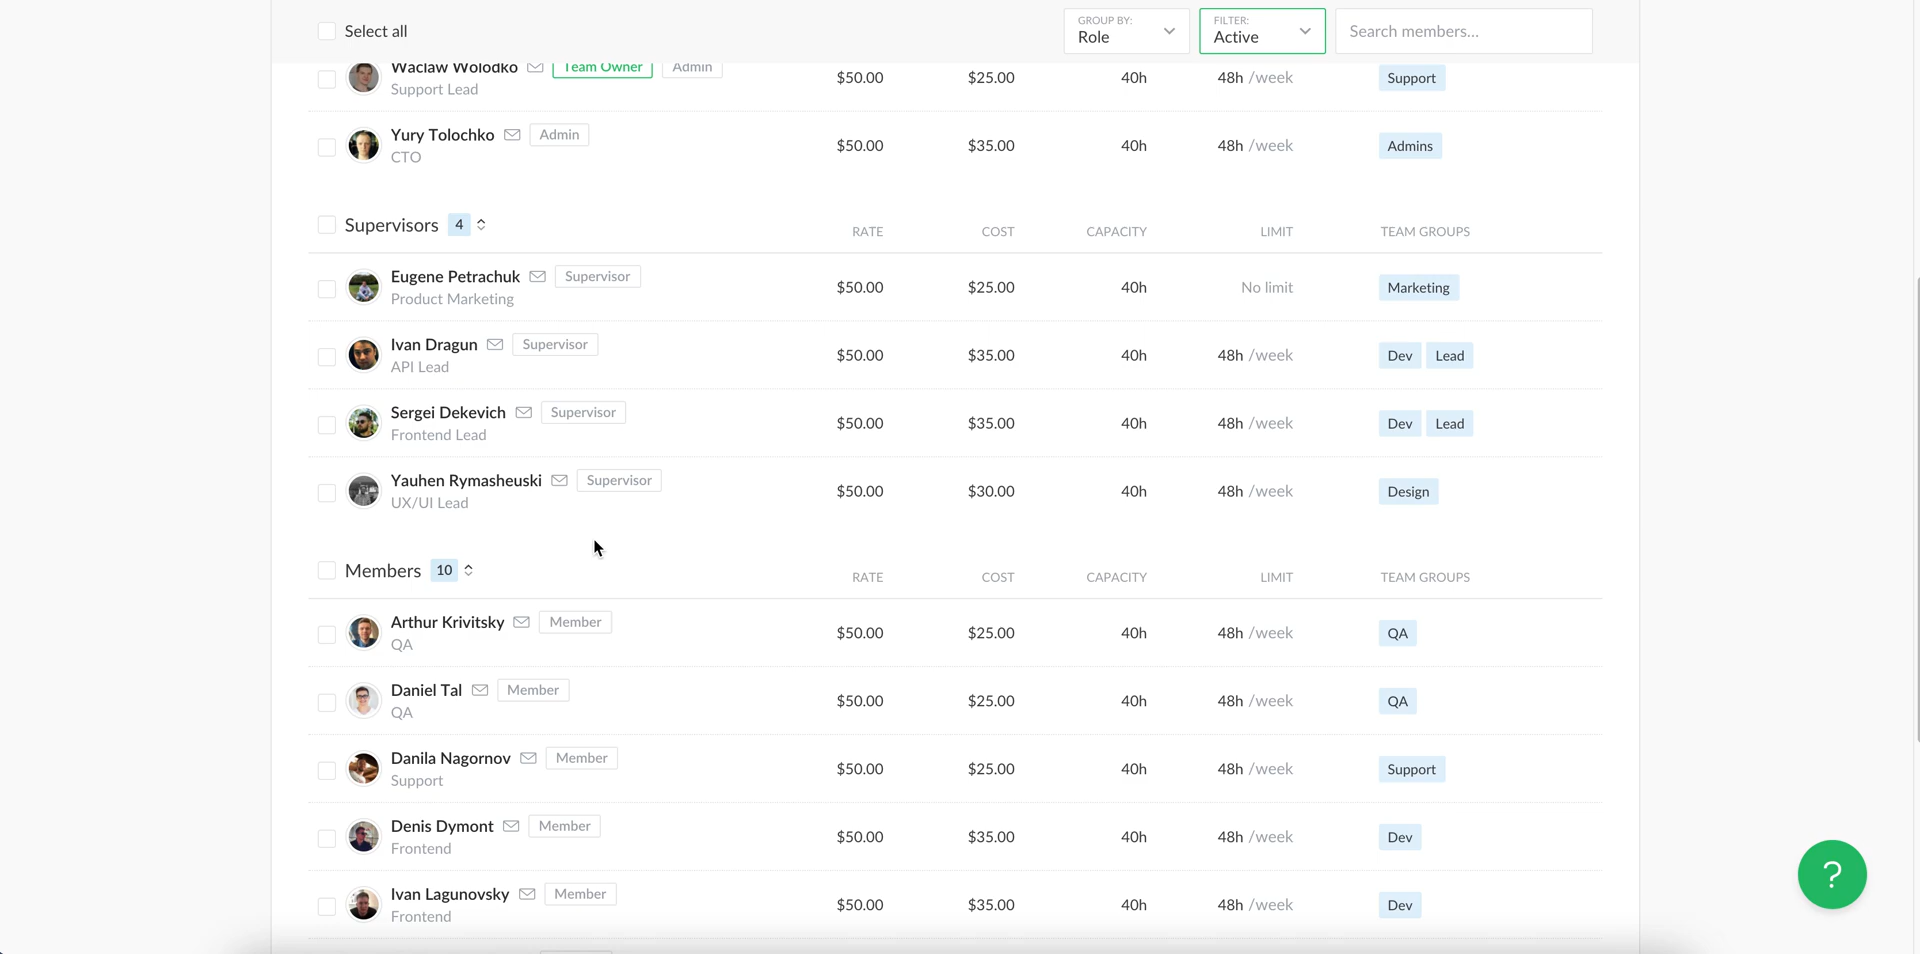 Select all
GROUP BY:
Role
FILTER:
Active
Search members...
Waclaw Wolodko Team Owner Admin
Support Lead
$50.00 $25.00 40h 48h /week Support
Yury Tolochko Admin
CTO
$50.00 $35.00 40h 48h /week Admins
Supervisors 4 RATE COST CAPACITY LIMIT TEAM GROUPS
Eugene Petrachuk Supervisor
Product Marketing
$50.00 $25.00 40h No limit Marketing
Ivan Dragun Supervisor
API Lead
$50.00 $35.00 40h 48h /week Dev Lead
Sergei Dekevich Supervisor
Frontend Lead
$50.00 $35.00 40h 48h /week Dev Lead
Yauhen Rymasheuski Supervisor
UX/UI Lead
$50.00 $30.00 40h 48h /week Design
Members 10 RATE COST CAPACITY LIMIT TEAM GROUPS
Arthur Krivitsky Member
QA
$50.00 $25.00 40h 48h /week QA
Daniel Tal Member
QA
$50.00 $25.00 40h 48h /week QA
Danila Nagornov Member
Support
$50.00 $25.00 40h 48h /week Support
Denis Dymont Member
Frontend
$50.00 $35.00 40h 48h /week Dev
Ivan Lagunovsky Member
Frontend
$50.00 $35.00 40h 48h /week Dev
?